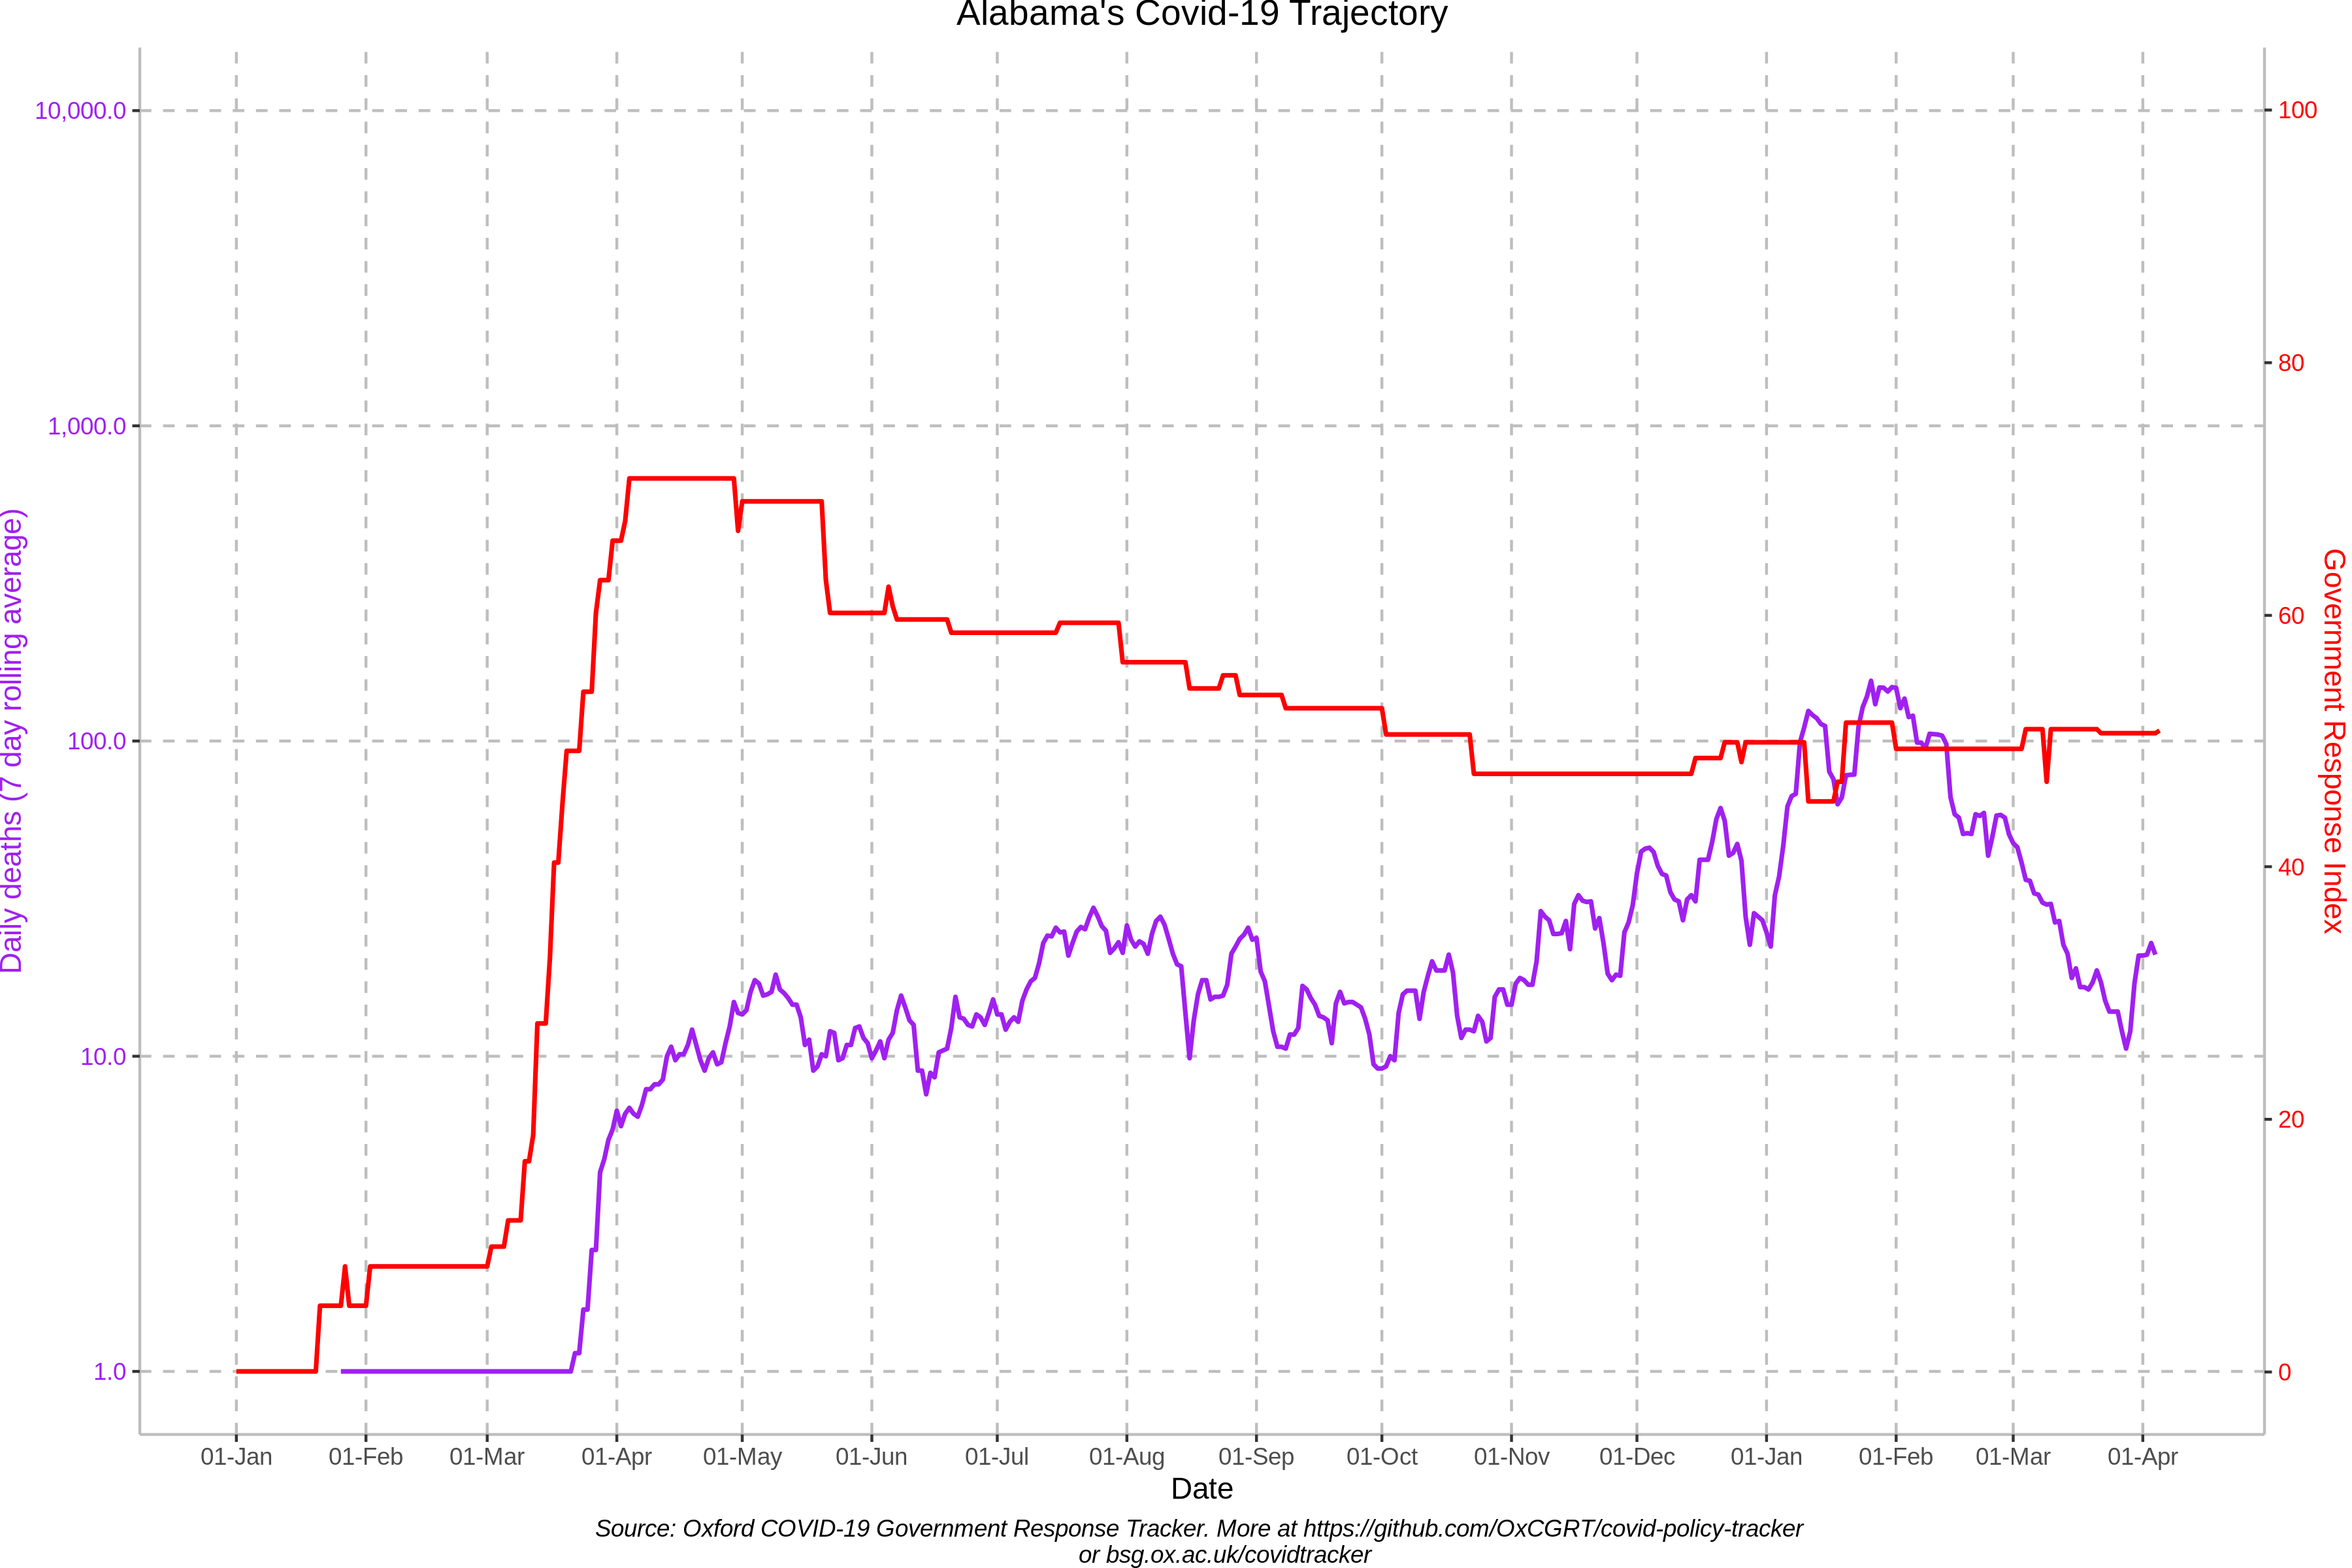 Alabama's Covid-19 Trajectory
10,000.0
1,000.0
100.0
10.0
1.0
Daily deaths (7 day rolling average)
100
80
60
40
20
0
Government Response Index
01-Jan 01-Feb 01-Mar 01-Apr 01-May 01-Jun 01-Jul 01-Aug 01-Sep 01-Oct 01-Nov 01-Dec 01-Jan 01-Feb 01-Mar 01-Apr
Date
Source: Oxford COVID-19 Government Response Tracker. More at https://github.com/OxCGRT/covid-policy-tracker
or bsg.ox.ac.uk/covidtracker